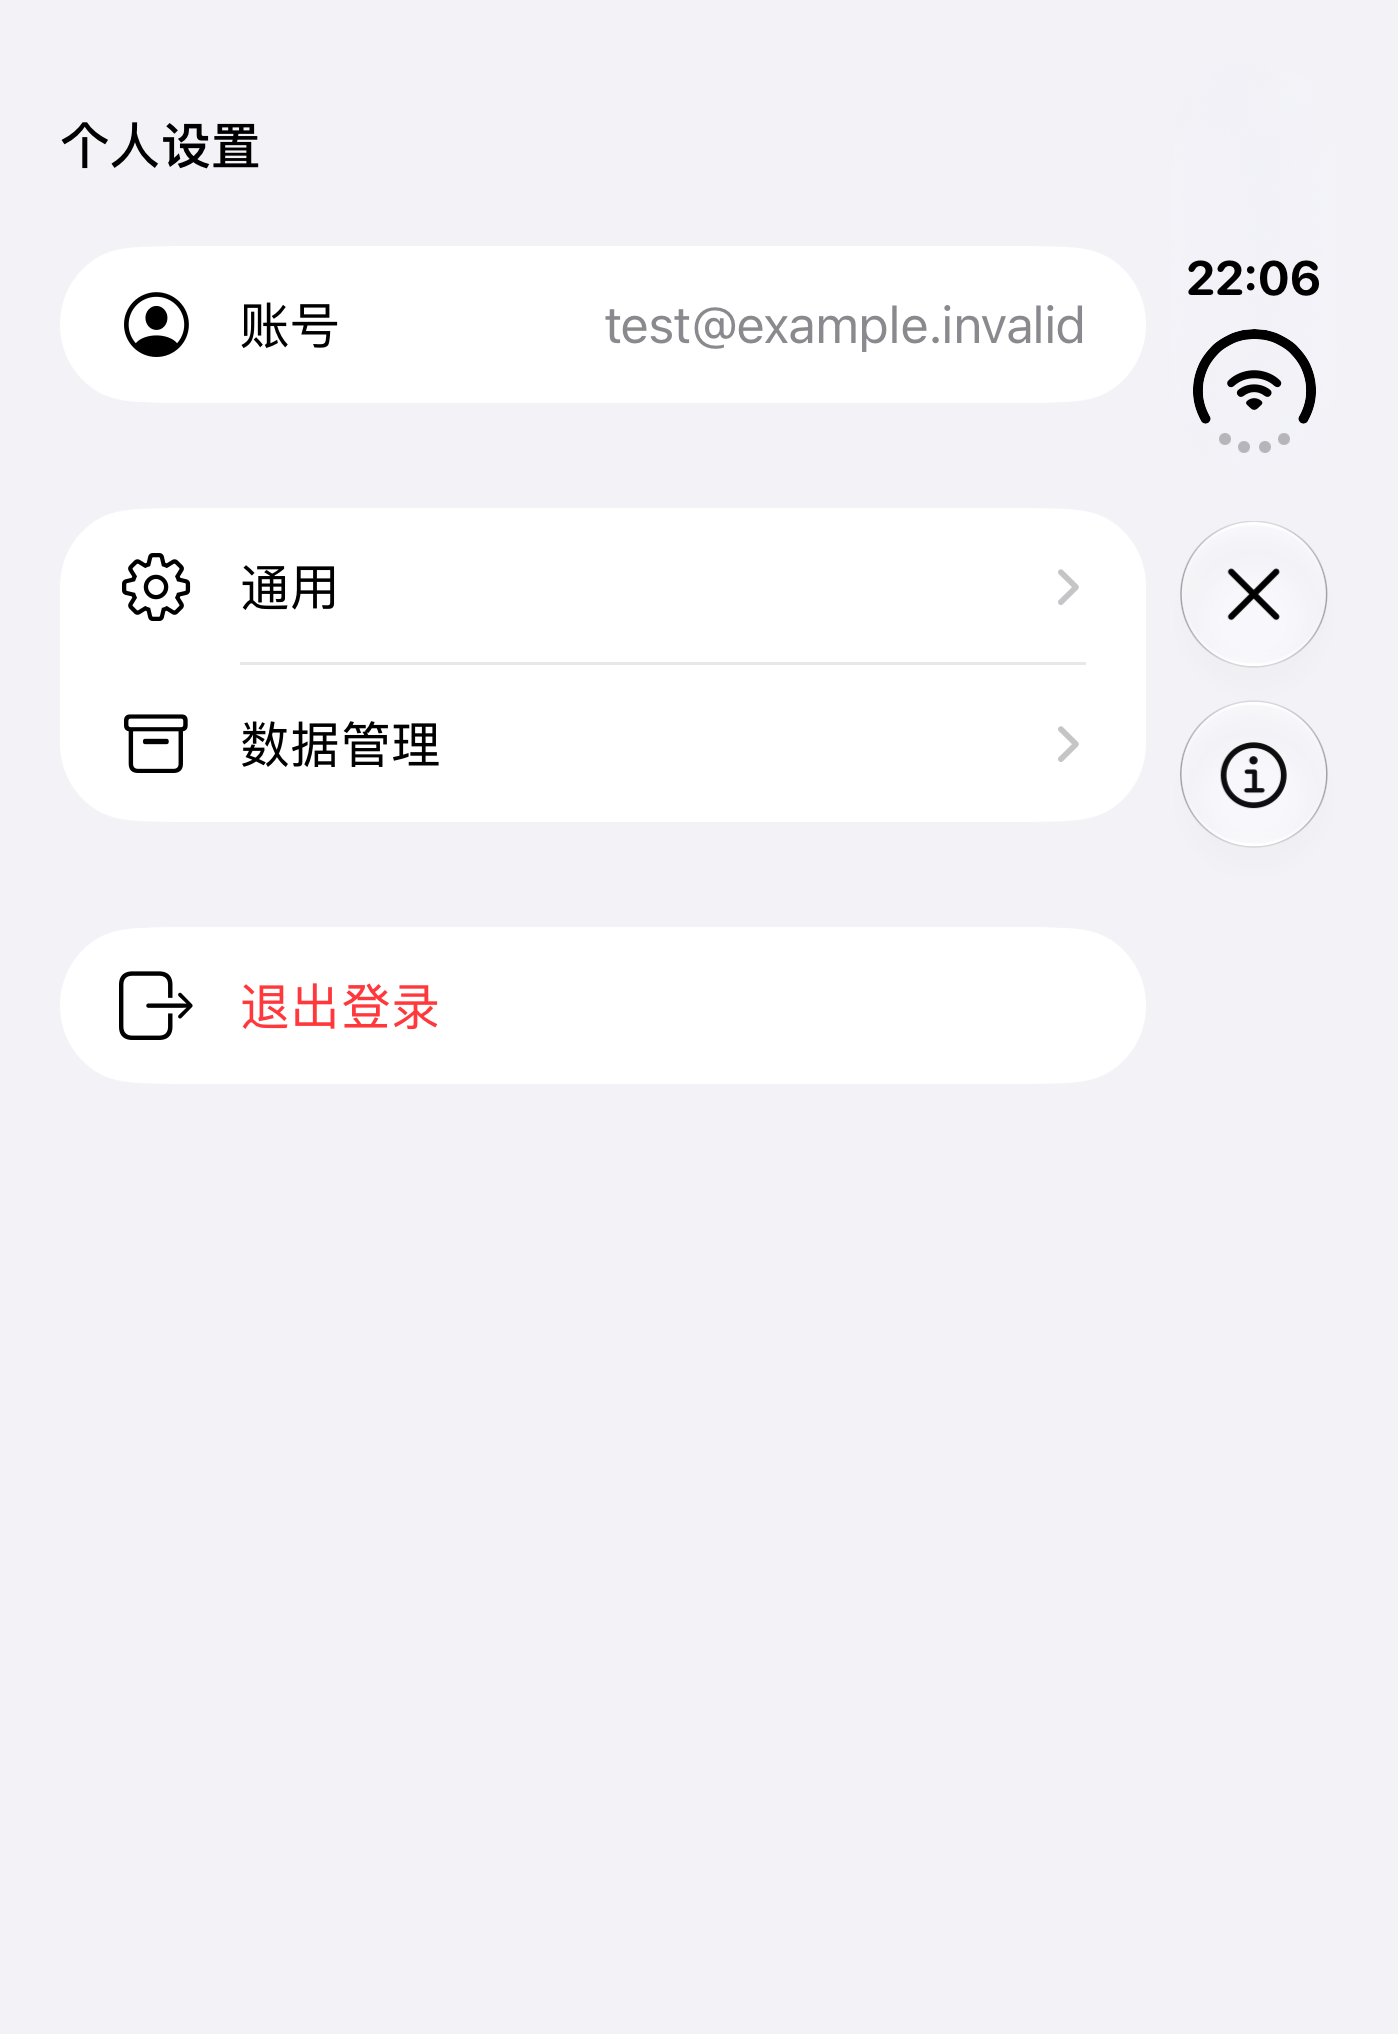 个人设置
22:06
账号 test@example.invalid
通用
数据管理
退出登录